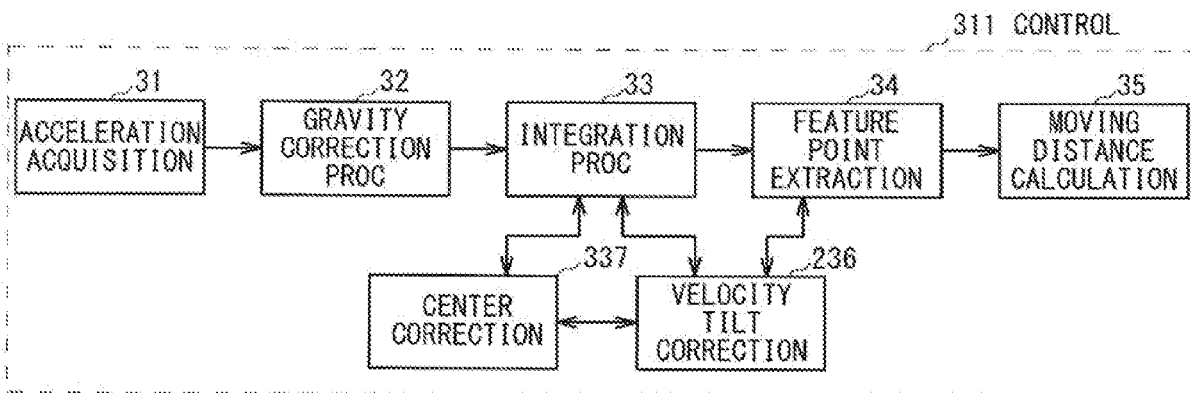 311 CONTROL
31
ACCELERATION
ACQUISITION
32
GRAVITY
CORRECTION
PROC
33
INTEGRATION
PROC
34
FEATURE
POINT
EXTRACTION
35
MOVING
DISTANCE
CALCULATION
337
CENTER
CORRECTION
236
VELOCITY
TILT
CORRECTION